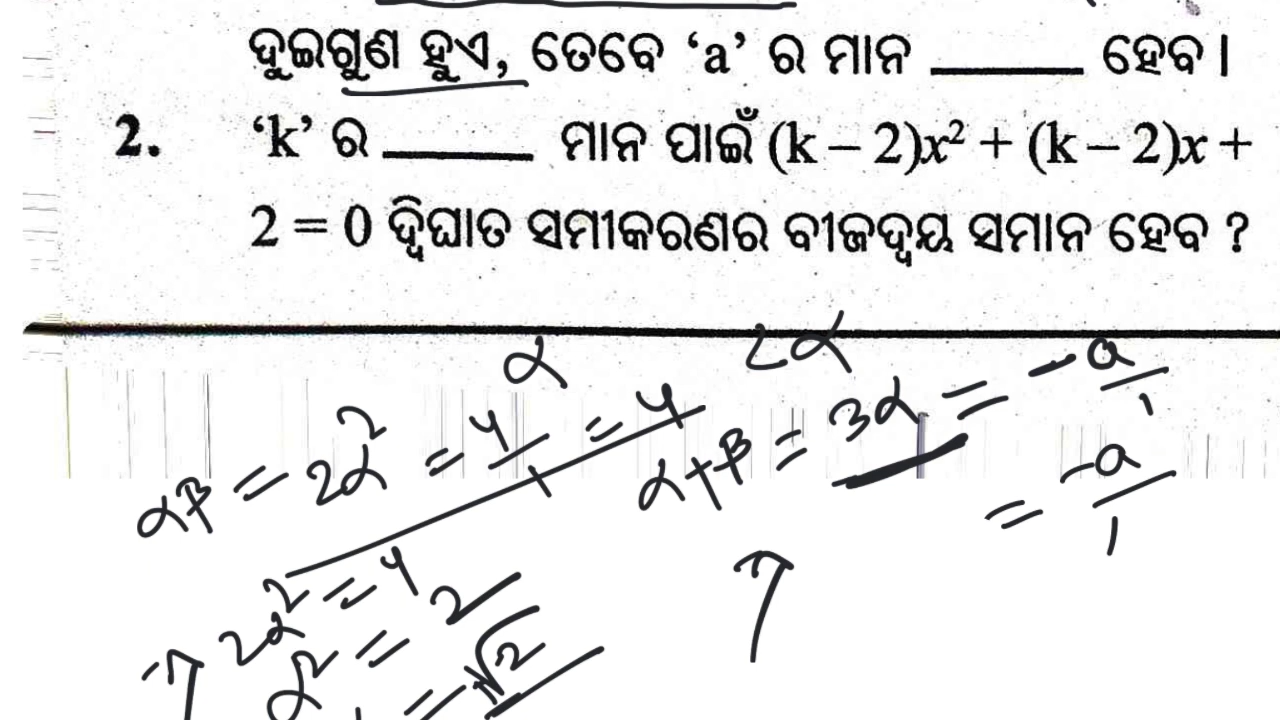 ଦୁଇଗୁଣ ହୁଏ, ତେବେ ‘a’ ର ମାନ ______ ହେବ।
2. ‘k’ ର ______ ମାନ ପାଇଁ (k – 2)x² + (k – 2)x +
2 = 0 ଦ୍ୱିଘାତ ସମୀକରଣର ବୀଜଦ୍ୱୟ ସମାନ ହେବ ?
α 2α
αβ = 2α² = 4/1 = 4
α+β = 3α = -a/1
= -a/1
2α² = 4
α² = 2
= √2